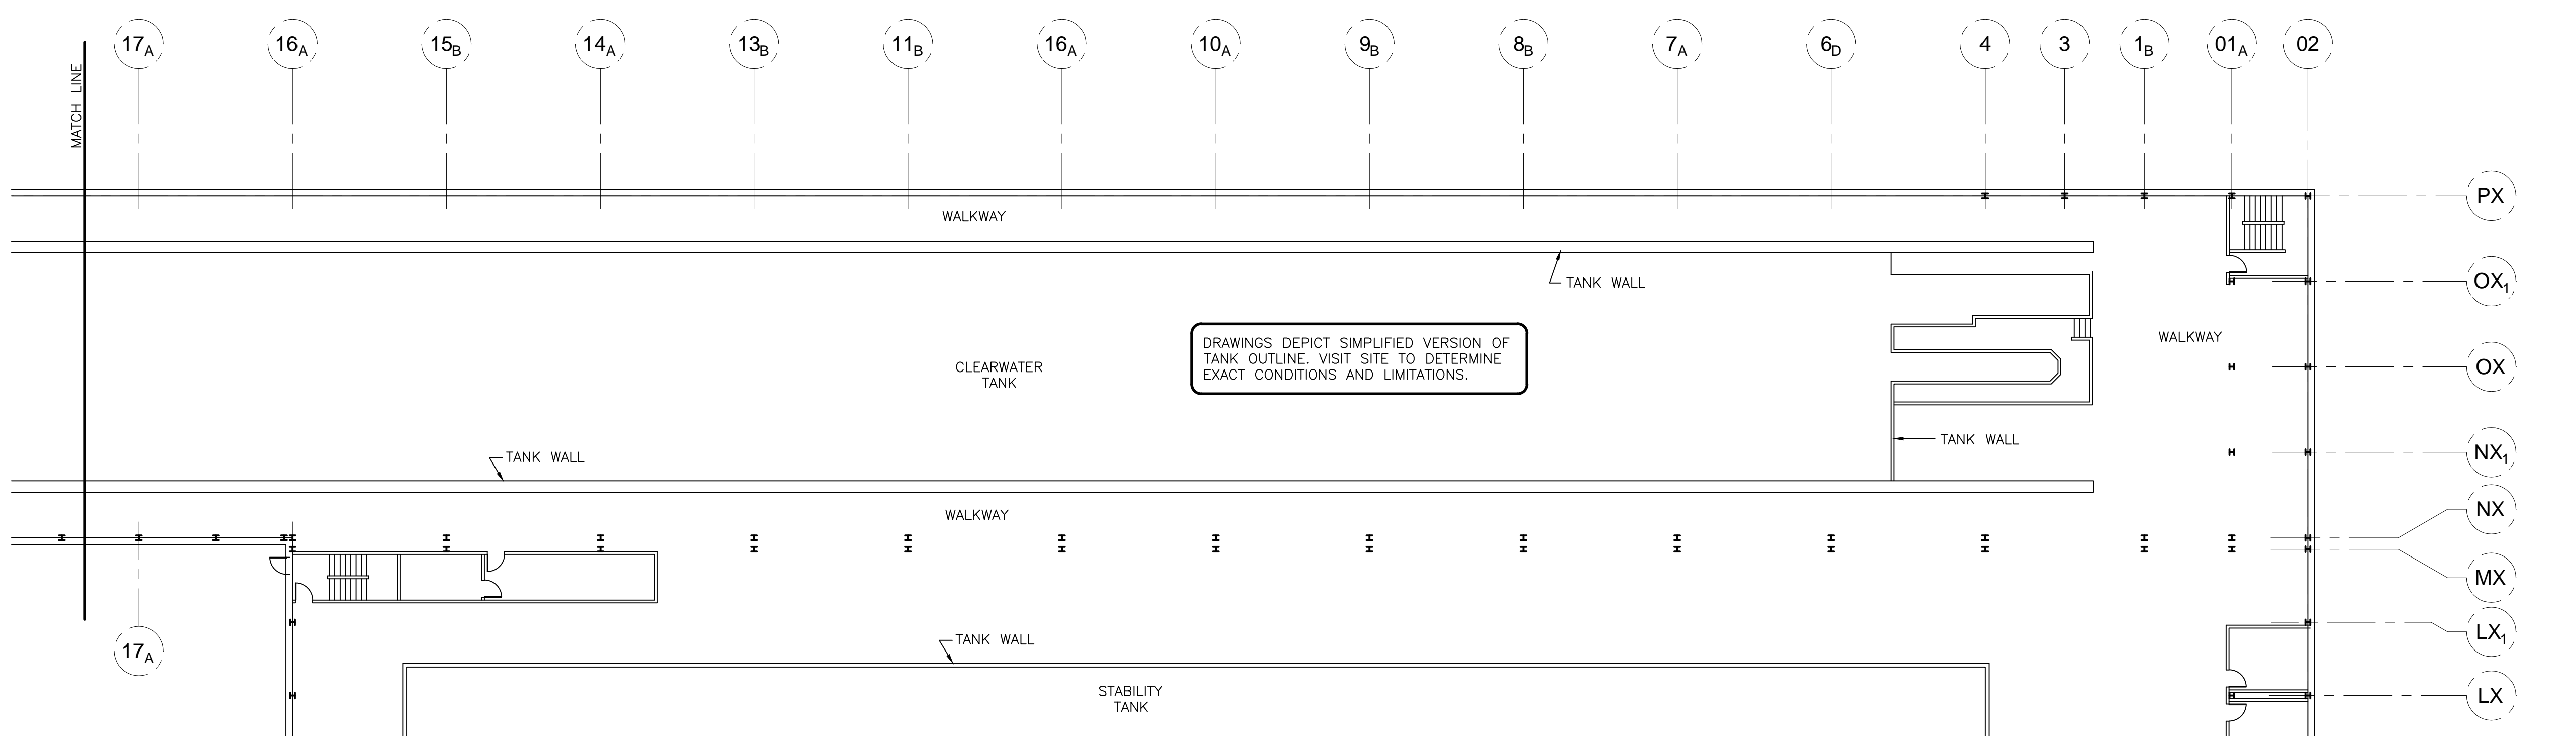 17A 16A 15B 14A 13B 11B 16A 10A 9B 8B 7A 6D 4 3 1B 01A 02
MATCH LINE
PX
WALKWAY
TANK WALL
OX1
WALKWAY
DRAWINGS DEPICT SIMPLIFIED VERSION OF
TANK OUTLINE. VISIT SITE TO DETERMINE
EXACT CONDITIONS AND LIMITATIONS.
CLEARWATER
TANK
OX
TANK WALL
TANK WALL
NX1
WALKWAY
NX
MX
TANK WALL
LX1
17A
STABILITY
TANK
LX